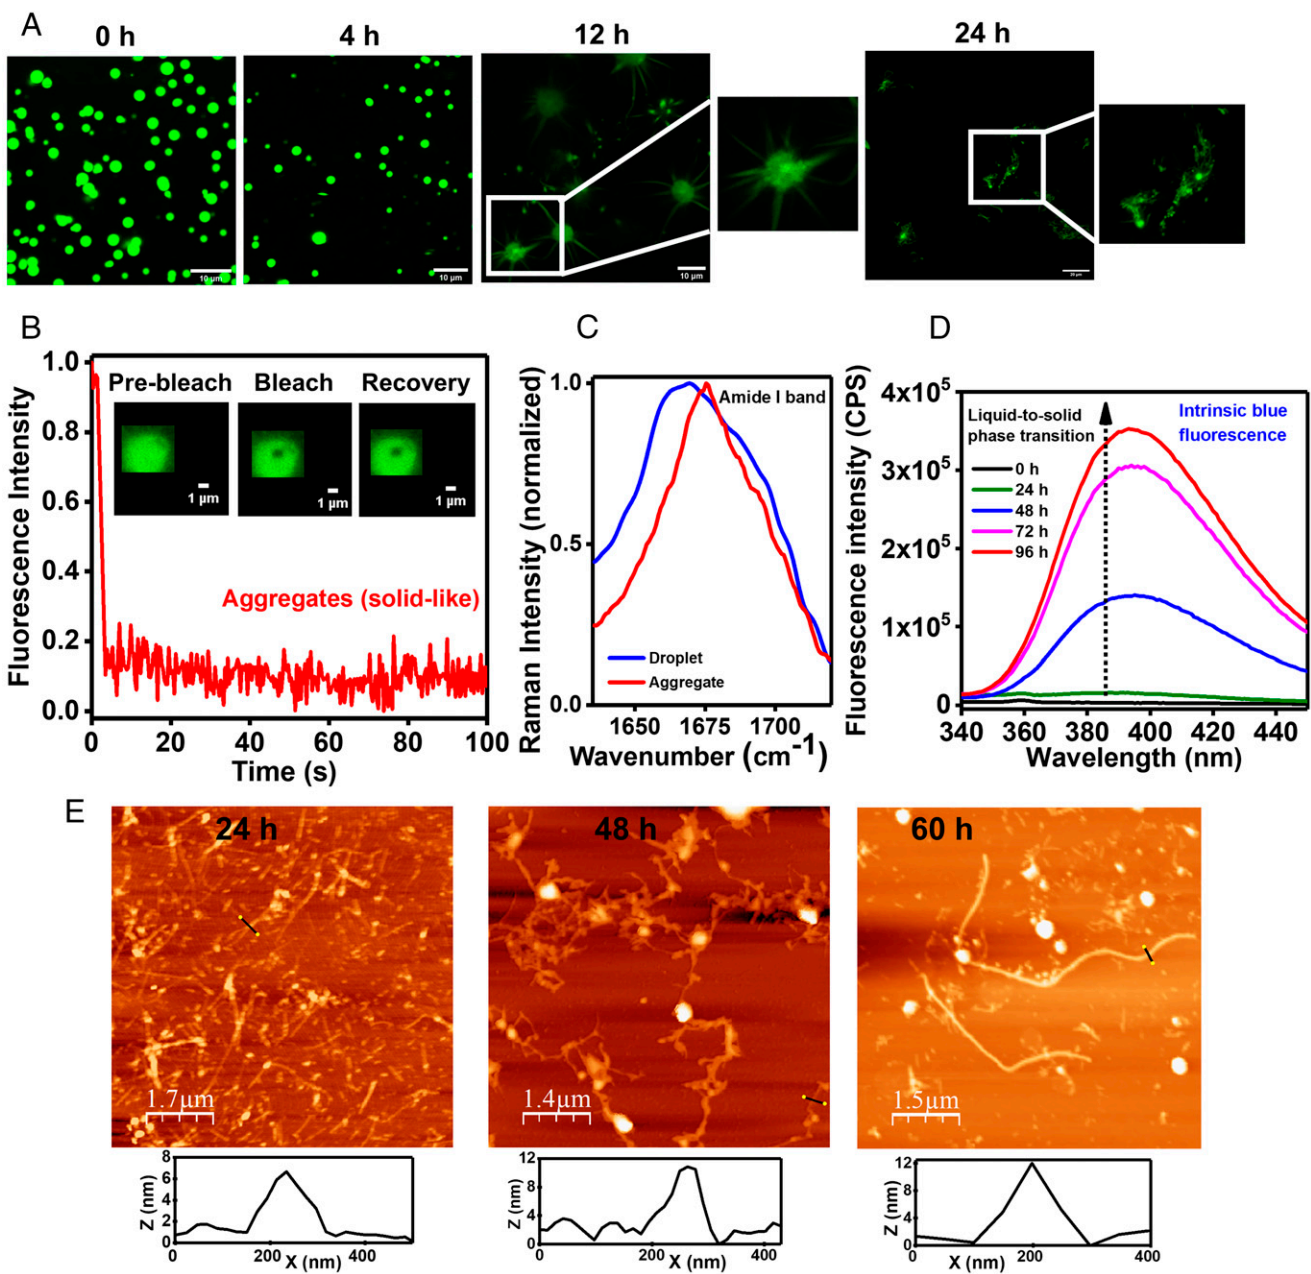 A
0 h
4 h
12 h
24 h
10 µm
10 µm
10 µm
20 µm
B
Fluorescence Intensity
1.0
0.8
0.6
0.4
0.2
0.0
Pre-bleach
Bleach
Recovery
1 µm
1 µm
1 µm
Aggregates (solid-like)
0
20
40
60
80
100
Time (s)
C
Raman Intensity (normalized)
1.0
0.5
0.0
Amide I band
Droplet
Aggregate
1650
1675
1700
Wavenumber (cm-1)
D
Fluorescence intensity (CPS)
4x10⁵
3x10⁵
2x10⁵
1x10⁵
0
Liquid-to-solid
phase transition
Intrinsic blue
fluorescence
0 h
24 h
48 h
72 h
96 h
340
360
380
400
420
440
Wavelength (nm)
E
24 h
48 h
60 h
1.7µm
1.4µm
1.5µm
Z (nm)
8
6
4
2
0
0
200
400
X (nm)
Z (nm)
12
8
4
0
0
200
400
X (nm)
Z (nm)
12
8
4
0
0
200
400
X (nm)